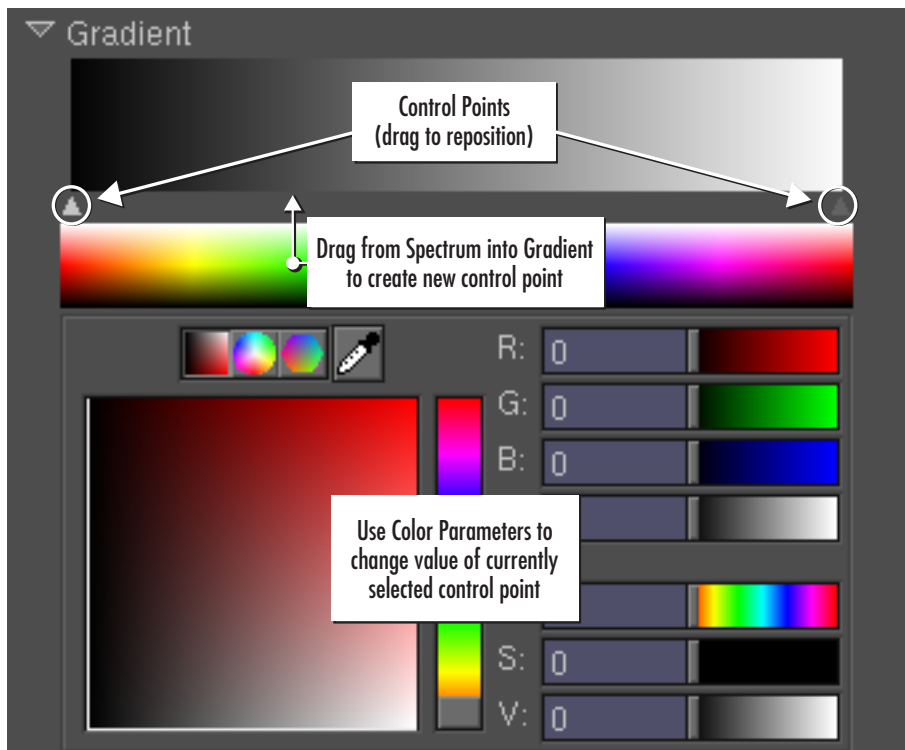 Gradient
Control Points
(drag to reposition)
Drag from Spectrum into Gradient
to create new control point
R: 0
G: 0
B: 0
Use Color Parameters to
change value of currently
selected control point
S: 0
V: 0